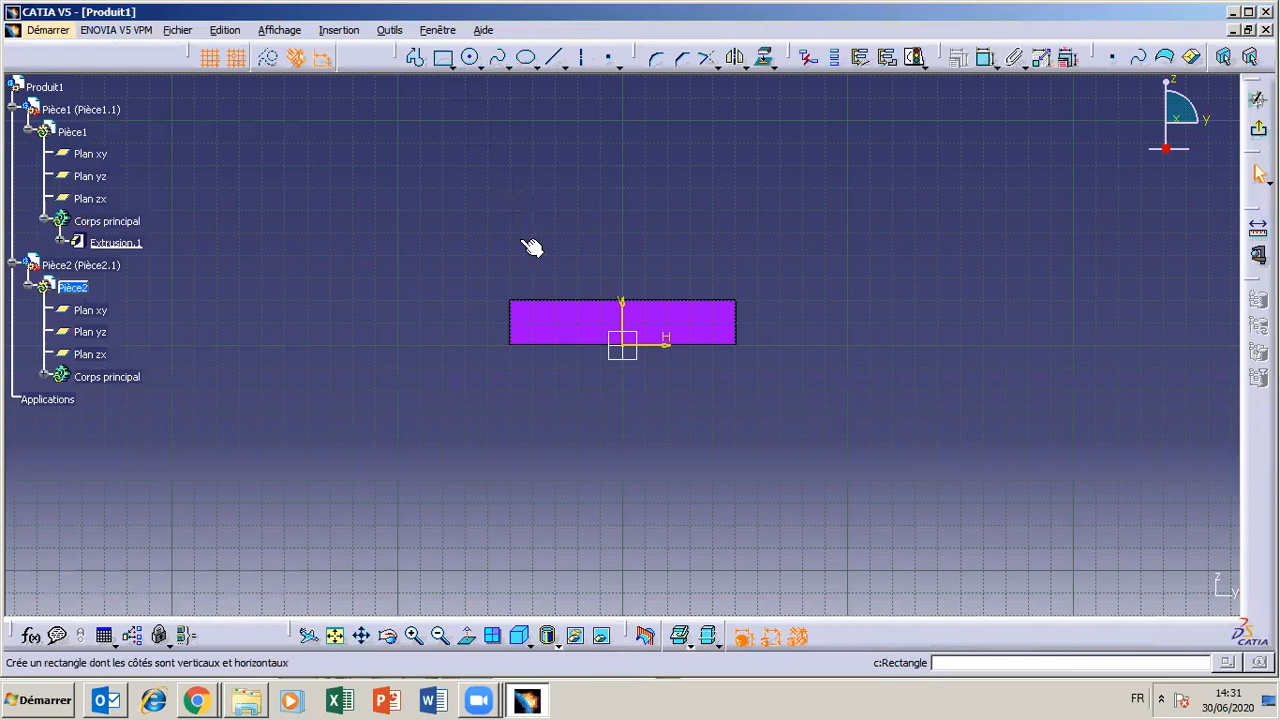 CATIA V5 - [Produit1]
Démarrer ENOVIA V5 VPM Fichier Edition Affichage Insertion Outils Fenêtre Aide
Produit1
Pièce1 (Pièce1.1)
Pièce1
Plan xy
Plan yz
Plan zx
Corps principal
Extrusion.1
Pièce2 (Pièce2.1)
Pièce2
Plan xy
Plan yz
Plan zx
Corps principal
Applications
z
x y
V
H
z
y
f(x)
CATIA
Crée un rectangle dont les côtés sont verticaux et horizontaux c:Rectangle
Démarrer FR 14:31
30/06/2020